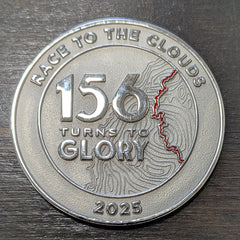 RACE TO THE CLOUDS
156
TURNS TO
GLORY
2025